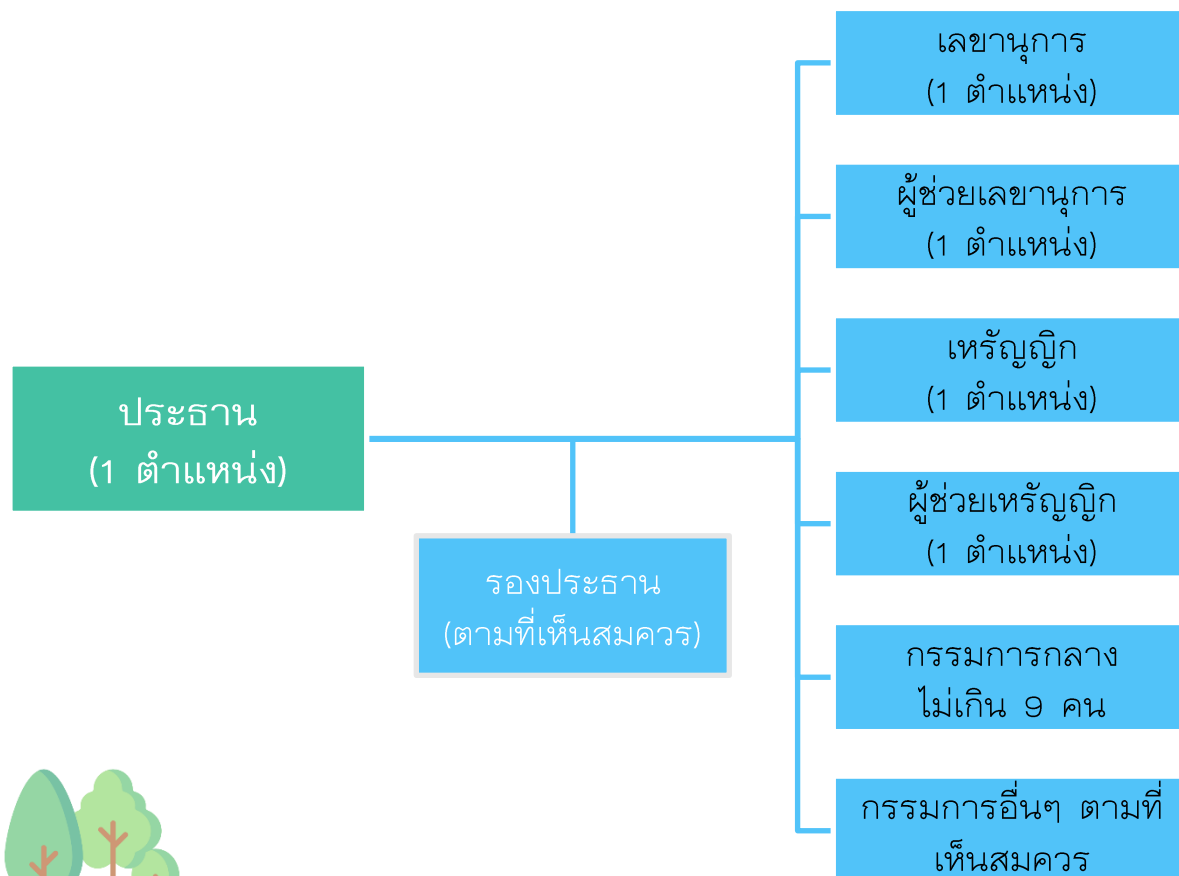 ประธาน
(1 ตำแหน่ง)
รองประธาน
(ตามที่เห็นสมควร)
เลขานุการ
(1 ตำแหน่ง)
ผู้ช่วยเลขานุการ
(1 ตำแหน่ง)
เหรัญญิก
(1 ตำแหน่ง)
ผู้ช่วยเหรัญญิก
(1 ตำแหน่ง)
กรรมการกลาง
ไม่เกิน 9 คน
กรรมการอื่นๆ ตามที่
เห็นสมควร